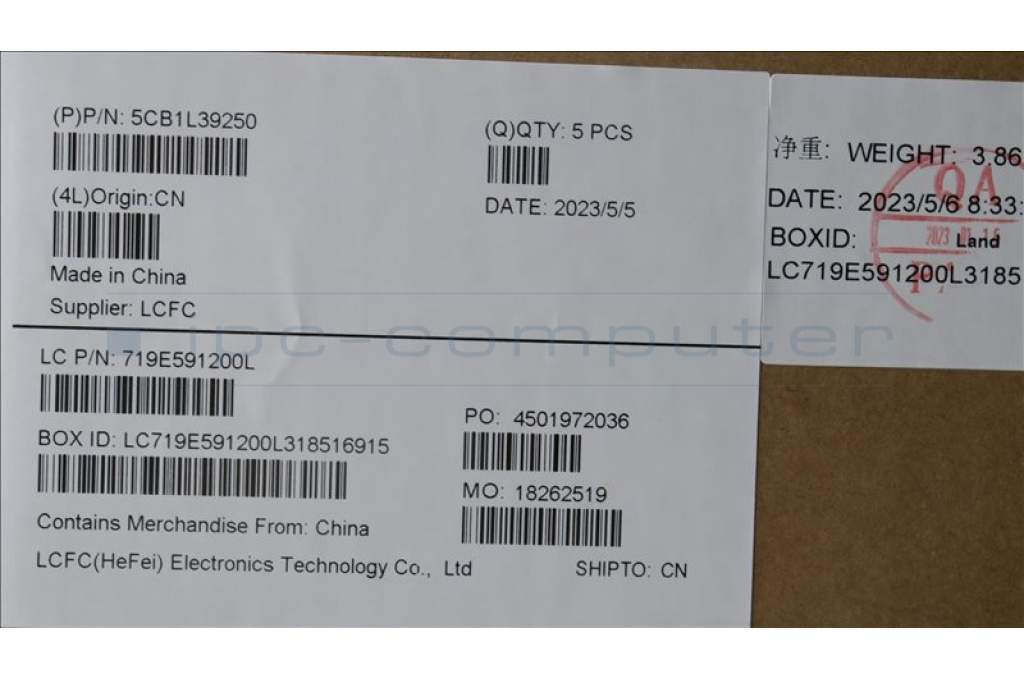 (P)P/N: 5CB1L39250
(Q)QTY: 5 PCS
(4L)Origin:CN
DATE: 2023/5/5
Made in China
Supplier: LCFC
LC P/N: 719E591200L
PO: 4501972036
BOX ID: LC719E591200L318516915
MO: 18262519
Contains Merchandise From: China
LCFC(HeFei) Electronics Technology Co., Ltd
SHIPTO: CN
净重: WEIGHT: 3.86
DATE: 2023/5/6 8:33:
BOXID: Land
LC719E591200L3185
QA
ipc-computer